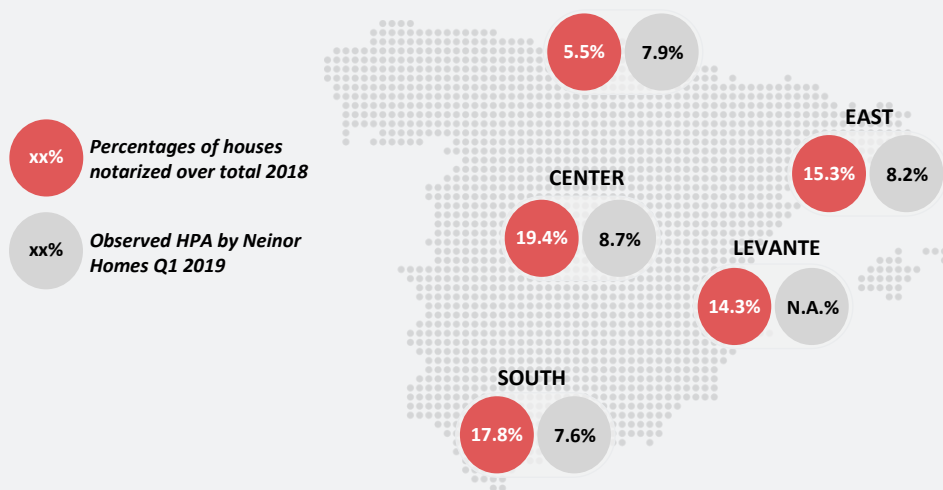 5.5%
7.9%
EAST
xx%
Percentages of houses
notarized over total 2018
15.3%
8.2%
CENTER
19.4%
8.7%
xx%
Observed HPA by Neinor
Homes Q1 2019
LEVANTE
14.3%
N.A.%
SOUTH
17.8%
7.6%